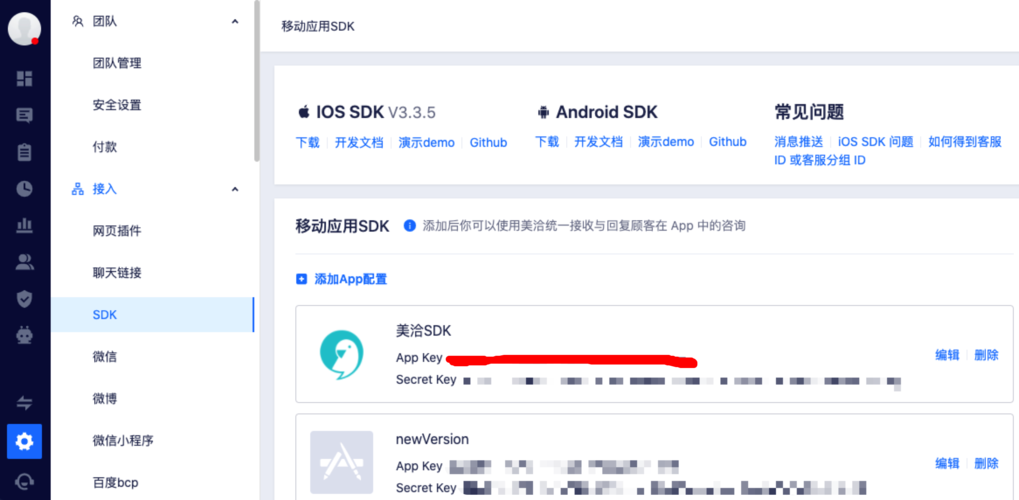 团队
团队管理
安全设置
付款
接入
网页插件
聊天链接
SDK
微信
微博
微信小程序
百度bcp
移动应用SDK
IOS SDK V3.3.5
下载 开发文档 演示demo Github
Android SDK
下载 开发文档 演示demo Github
常见问题
消息推送 iOS SDK 问题 如何得到客服
ID 或客服分组 ID
移动应用SDK 添加后你可以使用美洽统一接收与回复顾客在 App 中的咨询
添加App配置
美洽SDK
App Key
Secret Key
编辑 删除
newVersion
App Key
Secret Key
编辑 删除